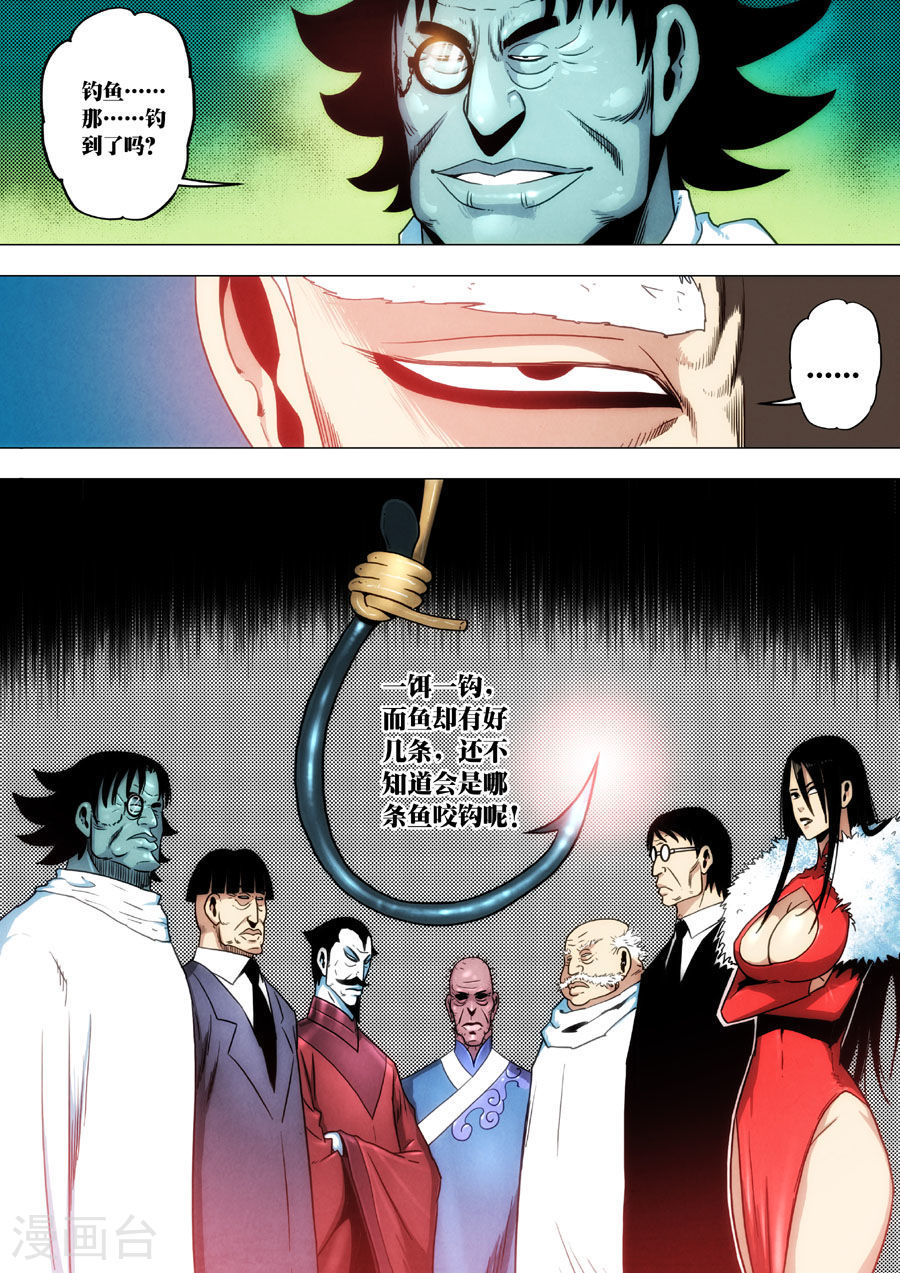 钓鱼……
那……钓
到了吗？
……
一饵一钩，
而鱼却有好
几条，还不
知道会是哪
条鱼咬钩呢！
漫画台